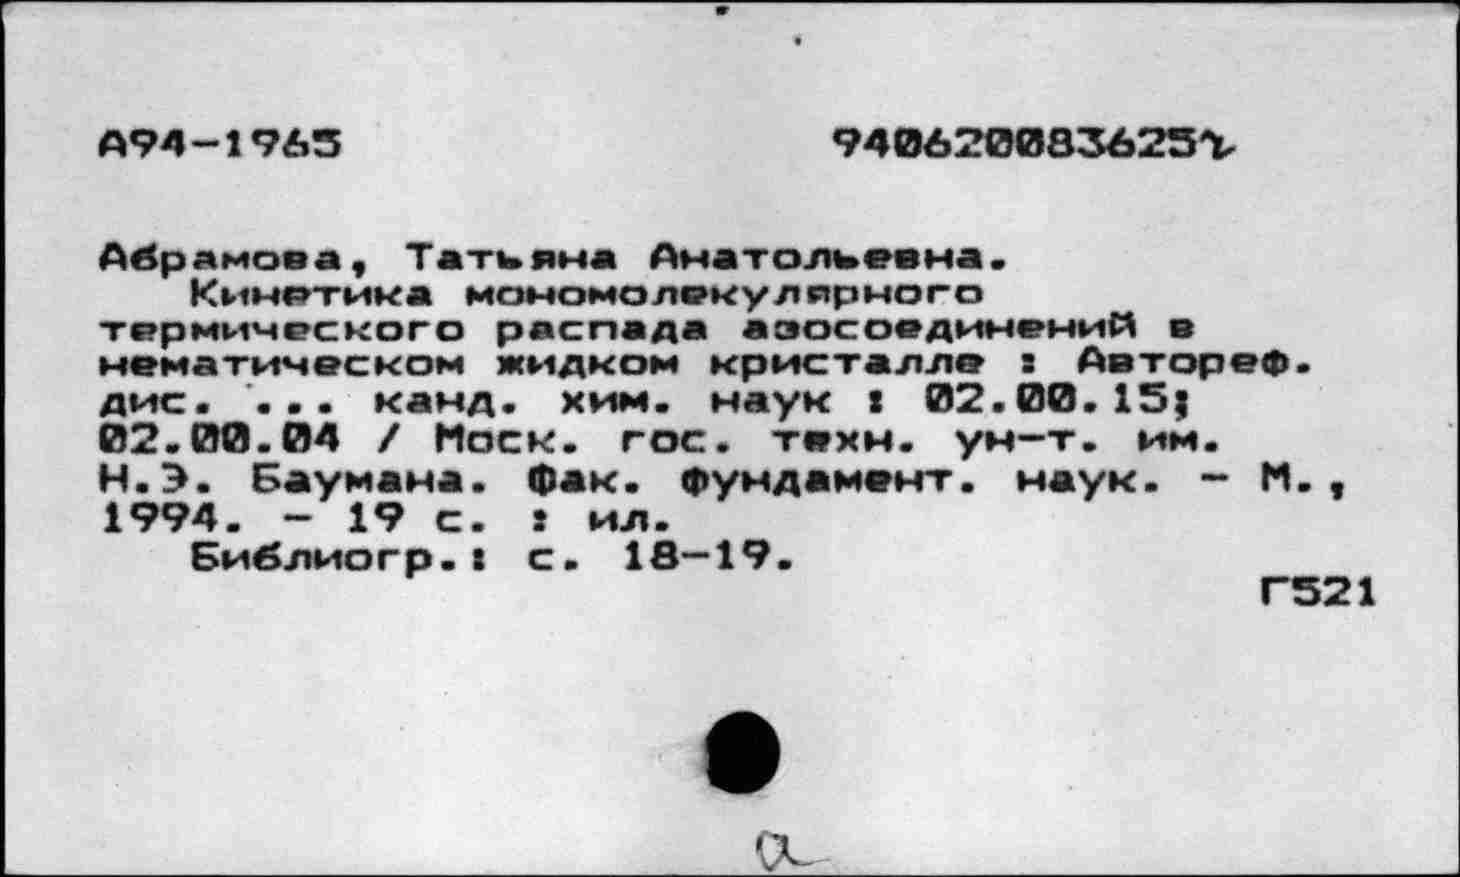 А94-1965 9406200836252
Абрамова, Татьяна Анатольевна.
Кинетика мономолекулярного
термического распада азосоединений в
нематическом жидком кристалле : Автореф.
дис. ... канд. хим. наук : 02.00.15;
02.00.04 / Моск. гос. техн. ун-т. им.
Н.Э. Баумана. Фак. фундамент. наук. - М.,
1994. - 19 с. : ил.
Библиогр.: с. 18-19.
Г521